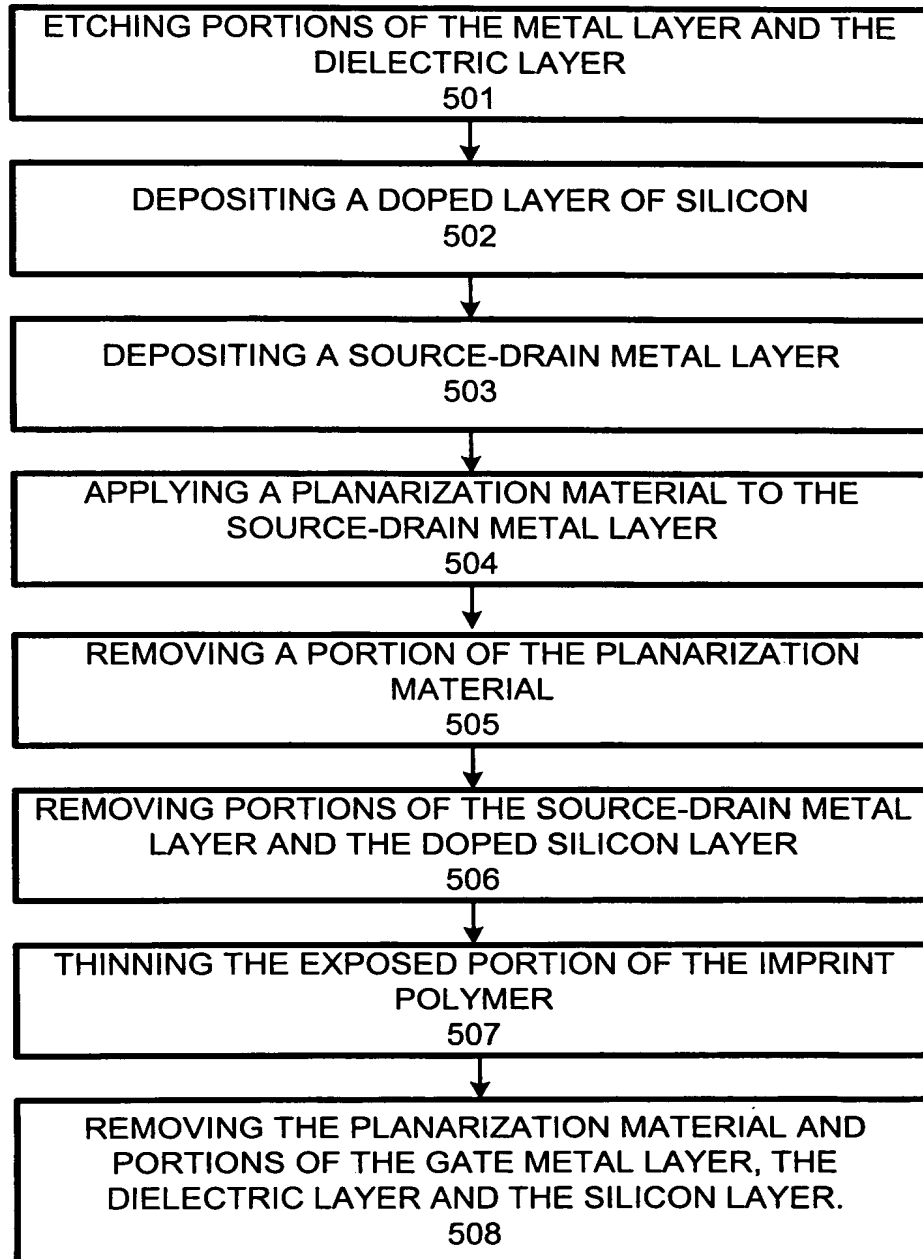 ETCHING PORTIONS OF THE METAL LAYER AND THE
DIELECTRIC LAYER
501
DEPOSITING A DOPED LAYER OF SILICON
502
DEPOSITING A SOURCE-DRAIN METAL LAYER
503
APPLYING A PLANARIZATION MATERIAL TO THE
SOURCE-DRAIN METAL LAYER
504
REMOVING A PORTION OF THE PLANARIZATION
MATERIAL
505
REMOVING PORTIONS OF THE SOURCE-DRAIN METAL
LAYER AND THE DOPED SILICON LAYER
506
THINNING THE EXPOSED PORTION OF THE IMPRINT
POLYMER
507
REMOVING THE PLANARIZATION MATERIAL AND
PORTIONS OF THE GATE METAL LAYER, THE
DIELECTRIC LAYER AND THE SILICON LAYER.
508